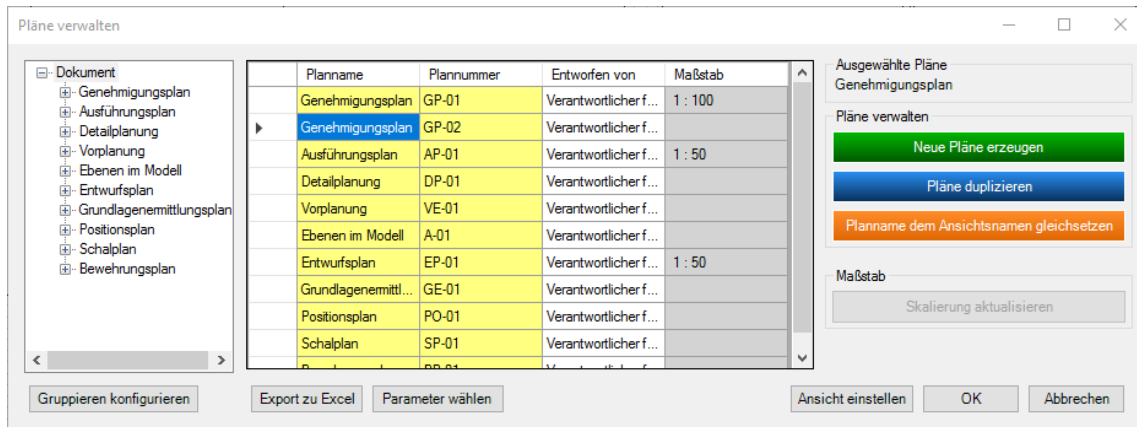 Pläne verwalten
Dokument
Genehmigungsplan
Ausführungsplan
Detailplanung
Vorplanung
Ebenen im Modell
Entwurfsplan
Grundlagenermittlungsplan
Positionsplan
Schalplan
Bewehrungsplan
Planname Plannummer Entworfen von Maßstab
Genehmigungsplan GP-01 Verantwortlicher f... 1 : 100
Genehmigungsplan GP-02 Verantwortlicher f...
Ausführungsplan AP-01 Verantwortlicher f... 1 : 50
Detailplanung DP-01 Verantwortlicher f...
Vorplanung VE-01 Verantwortlicher f...
Ebenen im Modell A-01 Verantwortlicher f...
Entwurfsplan EP-01 Verantwortlicher f... 1 : 50
Grundlagenermittl... GE-01 Verantwortlicher f...
Positionsplan PO-01 Verantwortlicher f...
Schalplan SP-01 Verantwortlicher f...
Ausgewählte Pläne
Genehmigungsplan
Pläne verwalten
Neue Pläne erzeugen
Pläne duplizieren
Planname dem Ansichtsnamen gleichsetzen
Maßstab
Skalierung aktualisieren
Gruppieren konfigurieren Export zu Excel Parameter wählen Ansicht einstellen OK Abbrechen